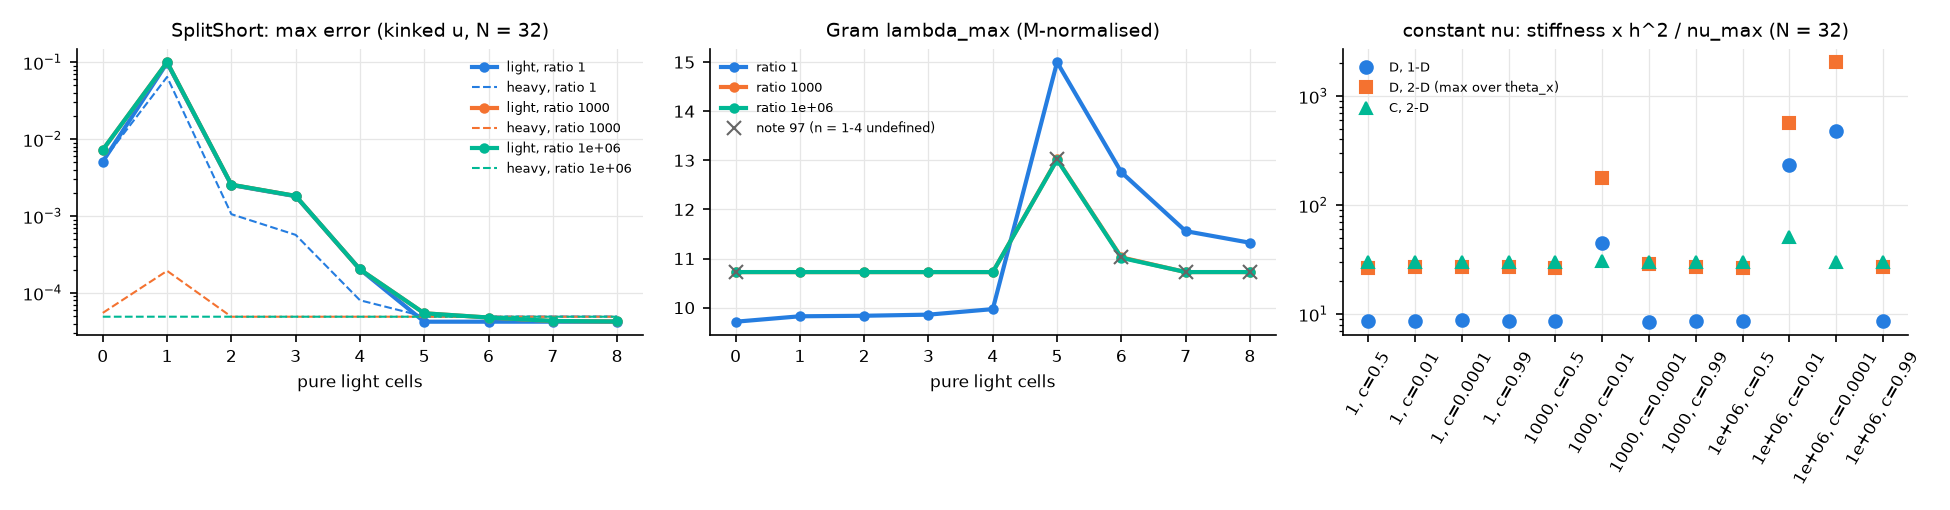 SplitShort: max error (kinked u, N = 32)
10⁻¹
10⁻²
10⁻³
10⁻⁴
light, ratio 1
heavy, ratio 1
light, ratio 1000
heavy, ratio 1000
light, ratio 1e+06
heavy, ratio 1e+06
0 1 2 3 4 5 6 7 8
pure light cells
Gram lambda_max (M-normalised)
15
14
13
12
11
10
ratio 1
ratio 1000
ratio 1e+06
note 97 (n = 1-4 undefined)
0 1 2 3 4 5 6 7 8
pure light cells
constant nu: stiffness x h^2 / nu_max (N = 32)
10³
10²
10¹
D, 1-D
D, 2-D (max over theta_x)
C, 2-D
1, c=0.5
1, c=0.01
1, c=0.0001
1, c=0.99
1000, c=0.5
1000, c=0.01
1000, c=0.0001
1000, c=0.99
1e+06, c=0.5
1e+06, c=0.01
1e+06, c=0.0001
1e+06, c=0.99